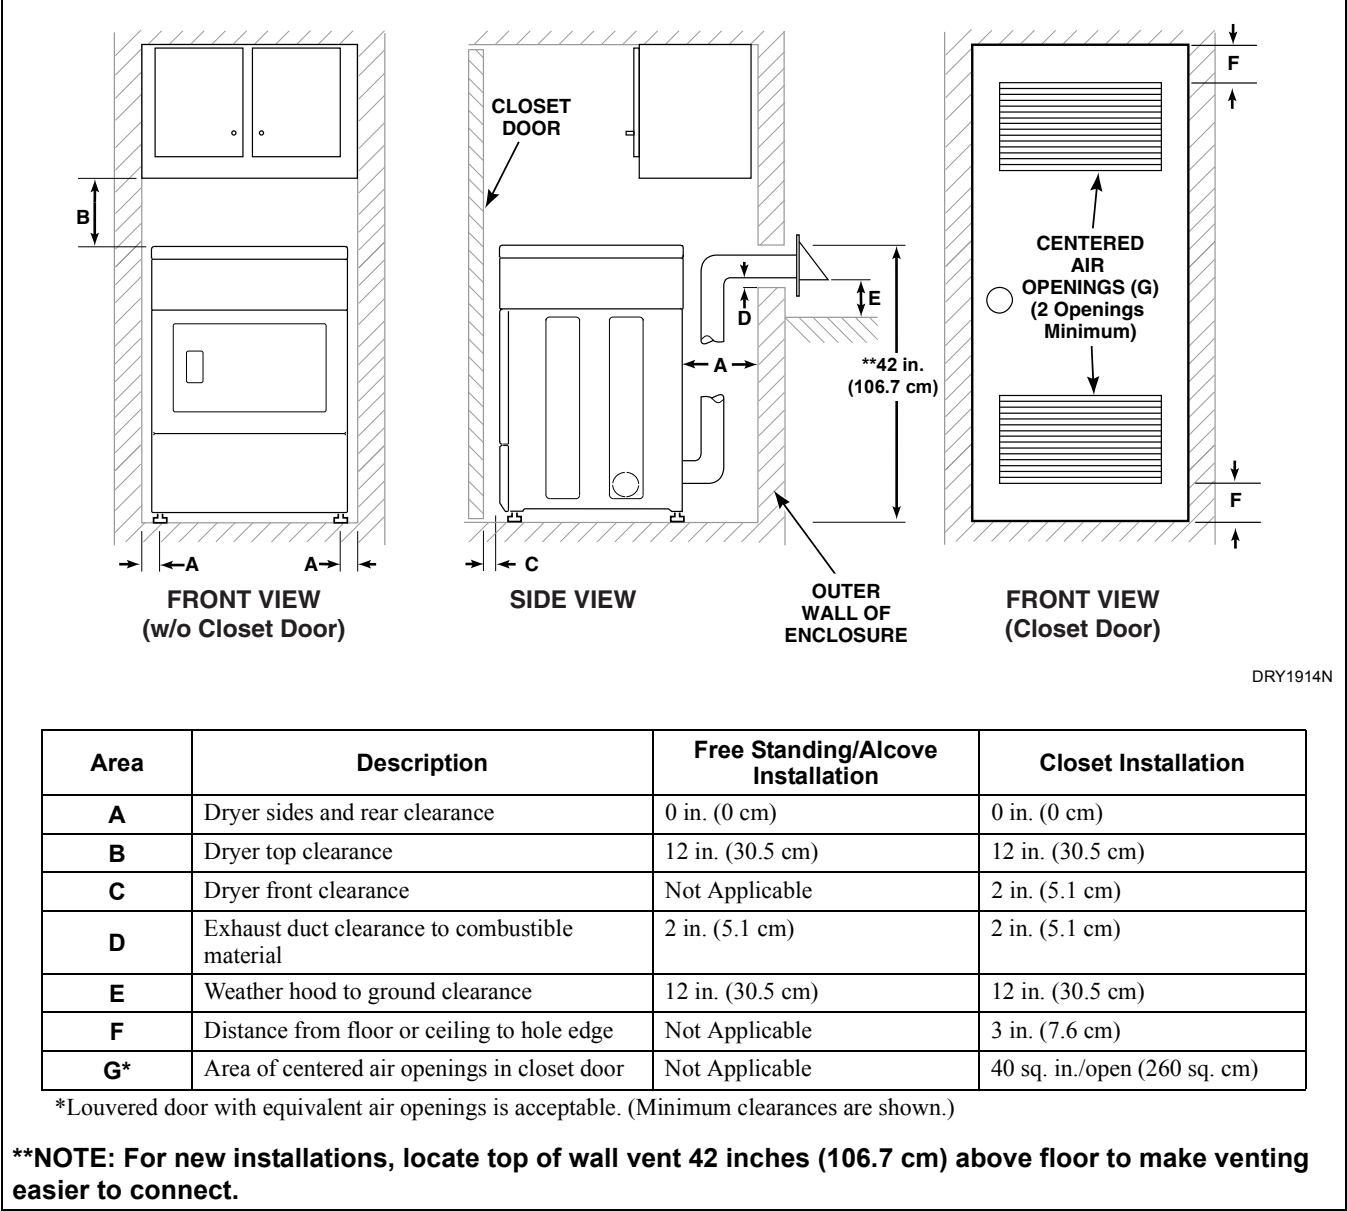 CLOSET
DOOR
F
B
CENTERED
AIR
OPENINGS (G)
(2 Openings
Minimum)
E
D
A
**42 in.
(106.7 cm)
F
A
A
C
FRONT VIEW
(w/o Closet Door)
SIDE VIEW
OUTER
WALL OF
ENCLOSURE
FRONT VIEW
(Closet Door)
DRY1914N
Area Description Free Standing/Alcove Installation Closet Installation
A Dryer sides and rear clearance 0 in. (0 cm) 0 in. (0 cm)
B Dryer top clearance 12 in. (30.5 cm) 12 in. (30.5 cm)
C Dryer front clearance Not Applicable 2 in. (5.1 cm)
D Exhaust duct clearance to combustible material 2 in. (5.1 cm) 2 in. (5.1 cm)
E Weather hood to ground clearance 12 in. (30.5 cm) 12 in. (30.5 cm)
F Distance from floor or ceiling to hole edge Not Applicable 3 in. (7.6 cm)
G* Area of centered air openings in closet door Not Applicable 40 sq. in./open (260 sq. cm)
*Louvered door with equivalent air openings is acceptable. (Minimum clearances are shown.)
**NOTE: For new installations, locate top of wall vent 42 inches (106.7 cm) above floor to make venting
easier to connect.